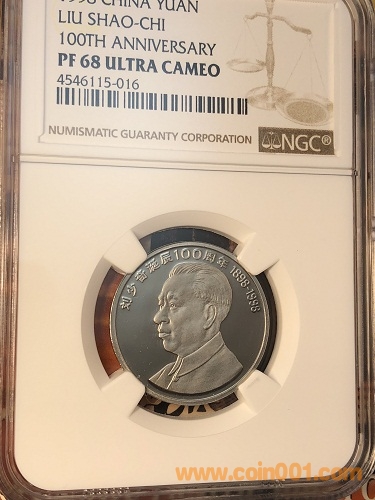 1998 CHINA YUAN
LIU SHAO-CHI
100TH ANNIVERSARY
PF 68 ULTRA CAMEO
4546115-016
NUMISMATIC GUARANTY CORPORATION
NGC®
刘少奇诞辰100周年 1898-1998
www.coin001.com